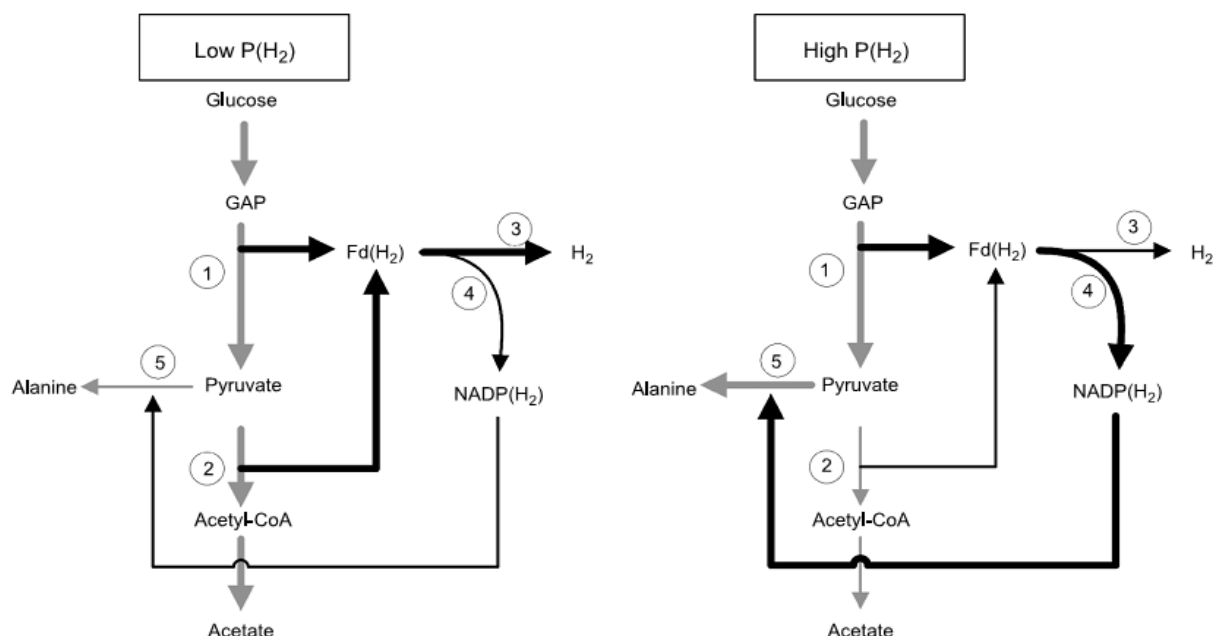 Low P(H₂)
Glucose
GAP
1
Fd(H₂)
3
H₂
4
5
Alanine
Pyruvate
NADP(H₂)
2
Acetyl-CoA
Acetate
High P(H₂)
Glucose
GAP
1
Fd(H₂)
3
H₂
4
5
Alanine
Pyruvate
NADP(H₂)
2
Acetyl-CoA
Acetate